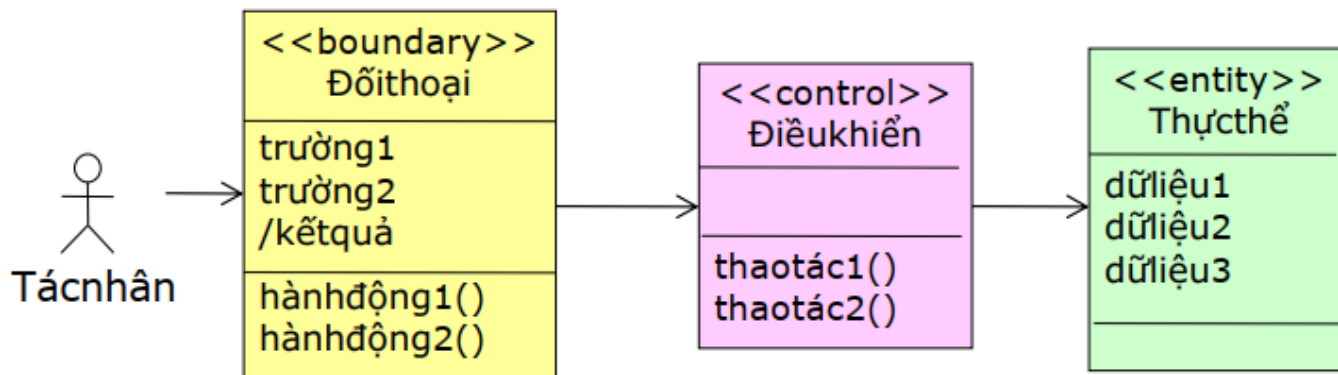 Tácnhân
<<boundary>>
Đốithoại
trường1
trường2
/kếtquả
hànhđộng1()
hànhđộng2()
<<control>>
Điềukhiển
thaotác1()
thaotác2()
<<entity>>
Thựcthể
dữliệu1
dữliệu2
dữliệu3